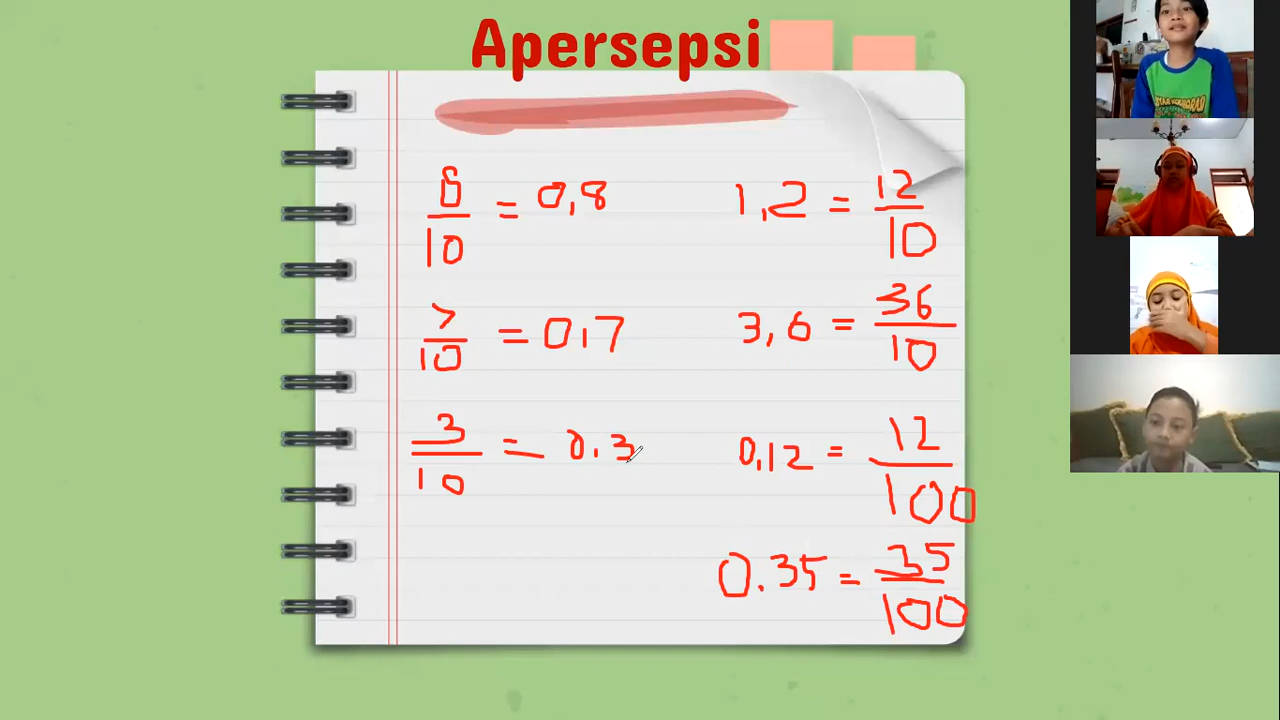 Apersepsi
8/10 = 0,8
1,2 = 12/10
7/10 = 0,7
3,6 = 36/10
3/10 = 0.3
0,12 = 12/100
0.35 = 35/100